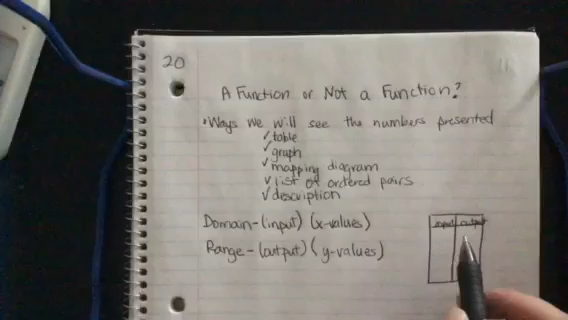 20
A Function or Not a Function?
•Ways we will see the numbers presented
✓table
✓graph
✓mapping diagram
✓list of ordered pairs
✓description
Domain-(input) (x-values)
Range-(output) (y-values)
input output